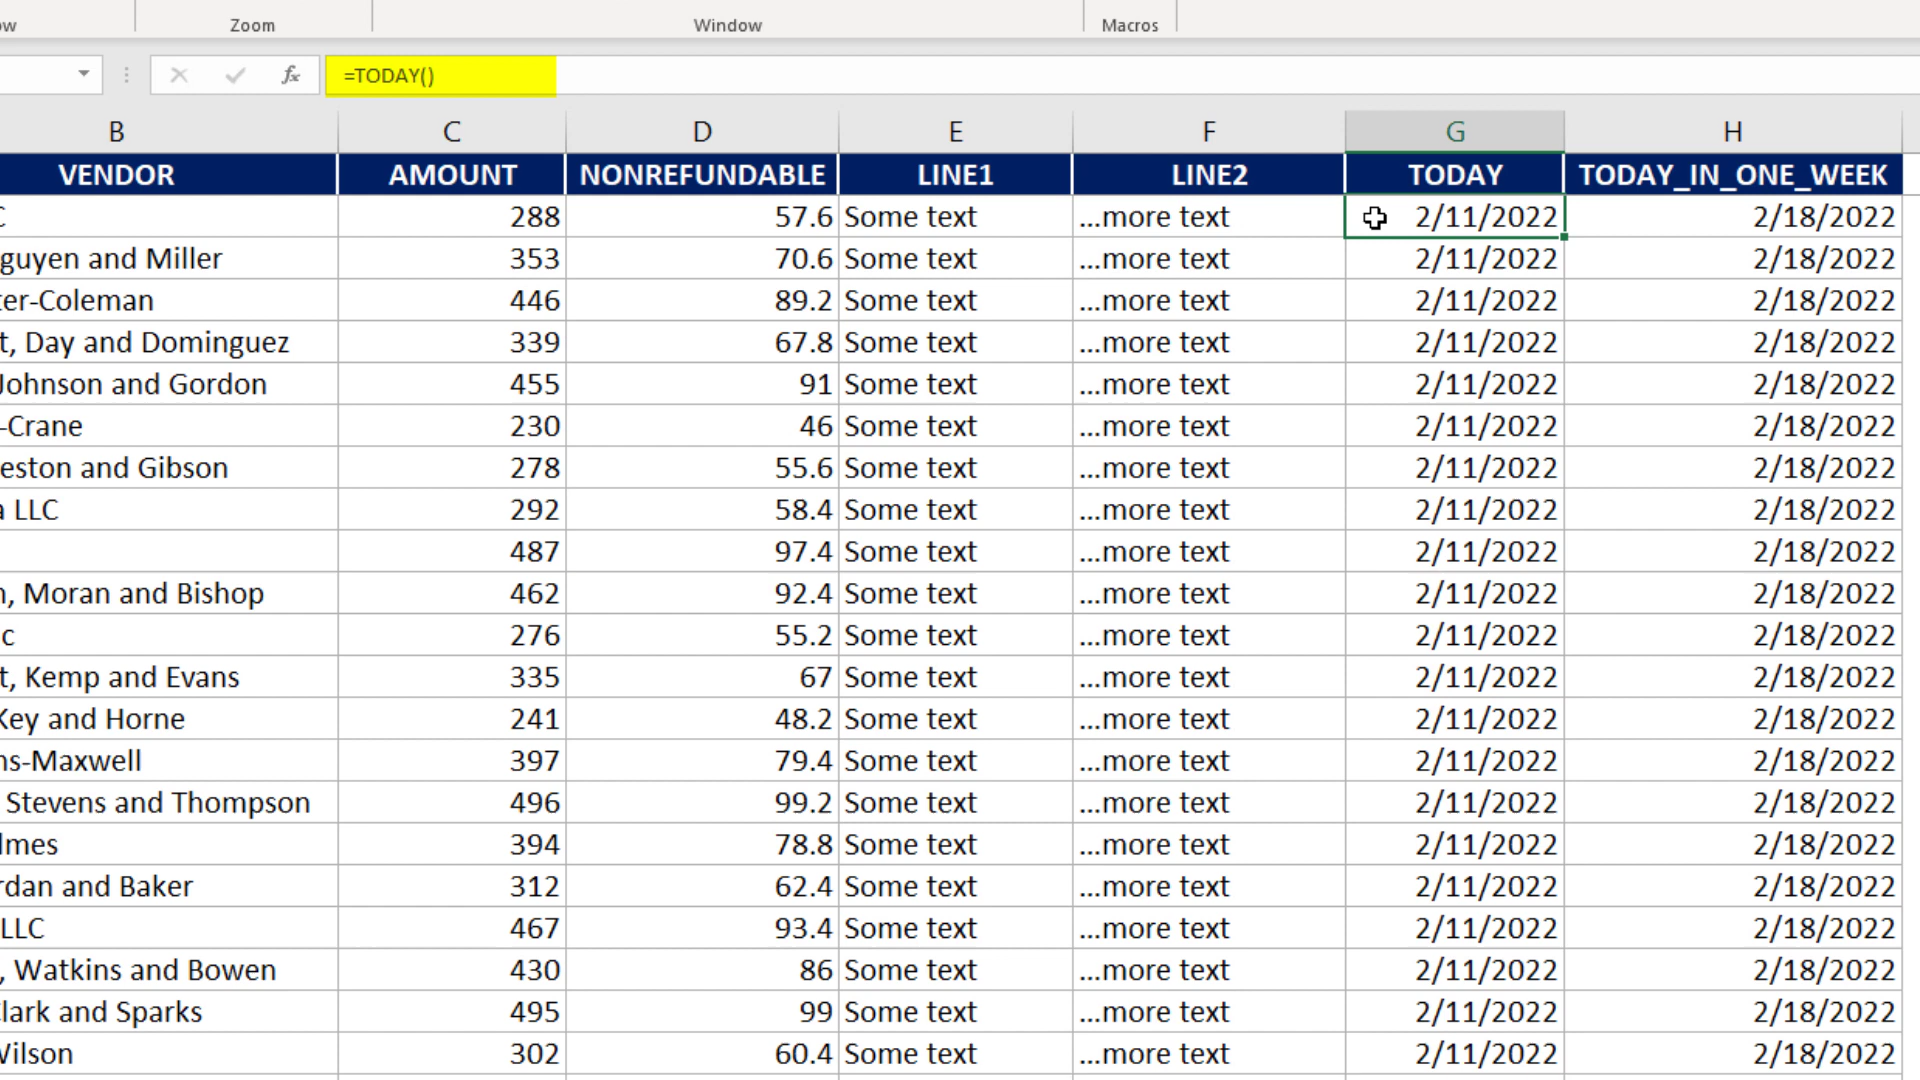 Zoom Window Macros
=TODAY()
B C D E F G H
VENDOR AMOUNT NONREFUNDABLE LINE1 LINE2 TODAY TODAY_IN_ONE_WEEK
288 57.6 Some text ...more text 2/11/2022 2/18/2022
guyen and Miller 353 70.6 Some text ...more text 2/11/2022 2/18/2022
er-Coleman 446 89.2 Some text ...more text 2/11/2022 2/18/2022
t, Day and Dominguez 339 67.8 Some text ...more text 2/11/2022 2/18/2022
Johnson and Gordon 455 91 Some text ...more text 2/11/2022 2/18/2022
-Crane 230 46 Some text ...more text 2/11/2022 2/18/2022
eston and Gibson 278 55.6 Some text ...more text 2/11/2022 2/18/2022
a LLC 292 58.4 Some text ...more text 2/11/2022 2/18/2022
487 97.4 Some text ...more text 2/11/2022 2/18/2022
n, Moran and Bishop 462 92.4 Some text ...more text 2/11/2022 2/18/2022
c 276 55.2 Some text ...more text 2/11/2022 2/18/2022
t, Kemp and Evans 335 67 Some text ...more text 2/11/2022 2/18/2022
Key and Horne 241 48.2 Some text ...more text 2/11/2022 2/18/2022
ns-Maxwell 397 79.4 Some text ...more text 2/11/2022 2/18/2022
Stevens and Thompson 496 99.2 Some text ...more text 2/11/2022 2/18/2022
lmes 394 78.8 Some text ...more text 2/11/2022 2/18/2022
rdan and Baker 312 62.4 Some text ...more text 2/11/2022 2/18/2022
LLC 467 93.4 Some text ...more text 2/11/2022 2/18/2022
, Watkins and Bowen 430 86 Some text ...more text 2/11/2022 2/18/2022
Clark and Sparks 495 99 Some text ...more text 2/11/2022 2/18/2022
Wilson 302 60.4 Some text ...more text 2/11/2022 2/18/2022